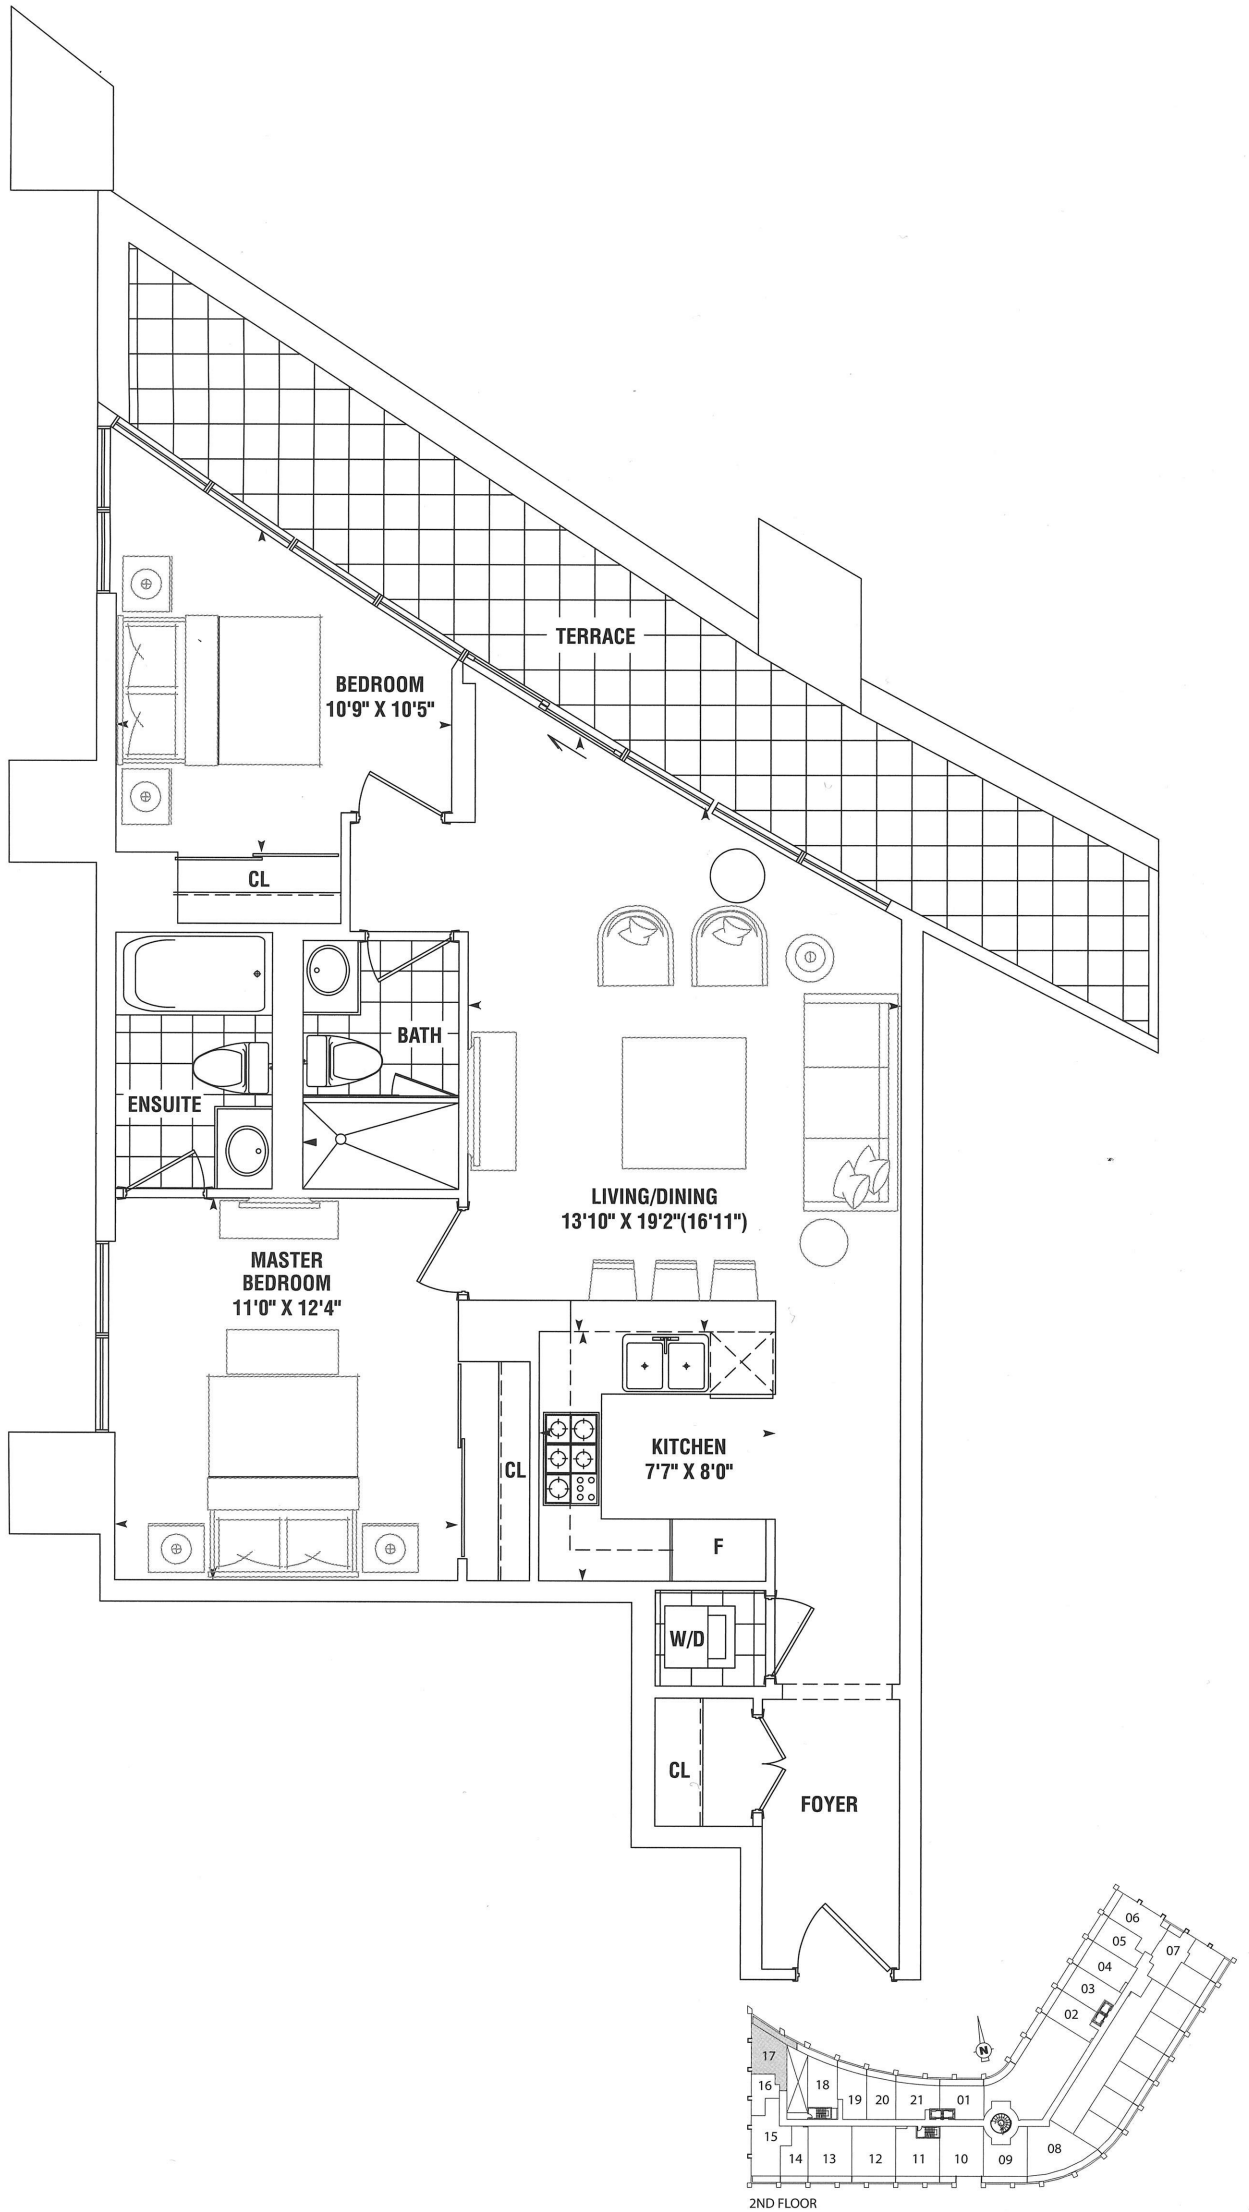 TERRACE
BEDROOM
10'9" X 10'5"
CL
BATH
ENSUITE
LIVING/DINING
13'10" X 19'2"(16'11")
MASTER
BEDROOM
11'0" X 12'4"
KITCHEN
7'7" X 8'0"
CL
F
W/D
CL
FOYER
06
05
07
04
03
02
N
17
16
18
19
20
21
01
15
14
13
12
11
10
09
08
2ND FLOOR